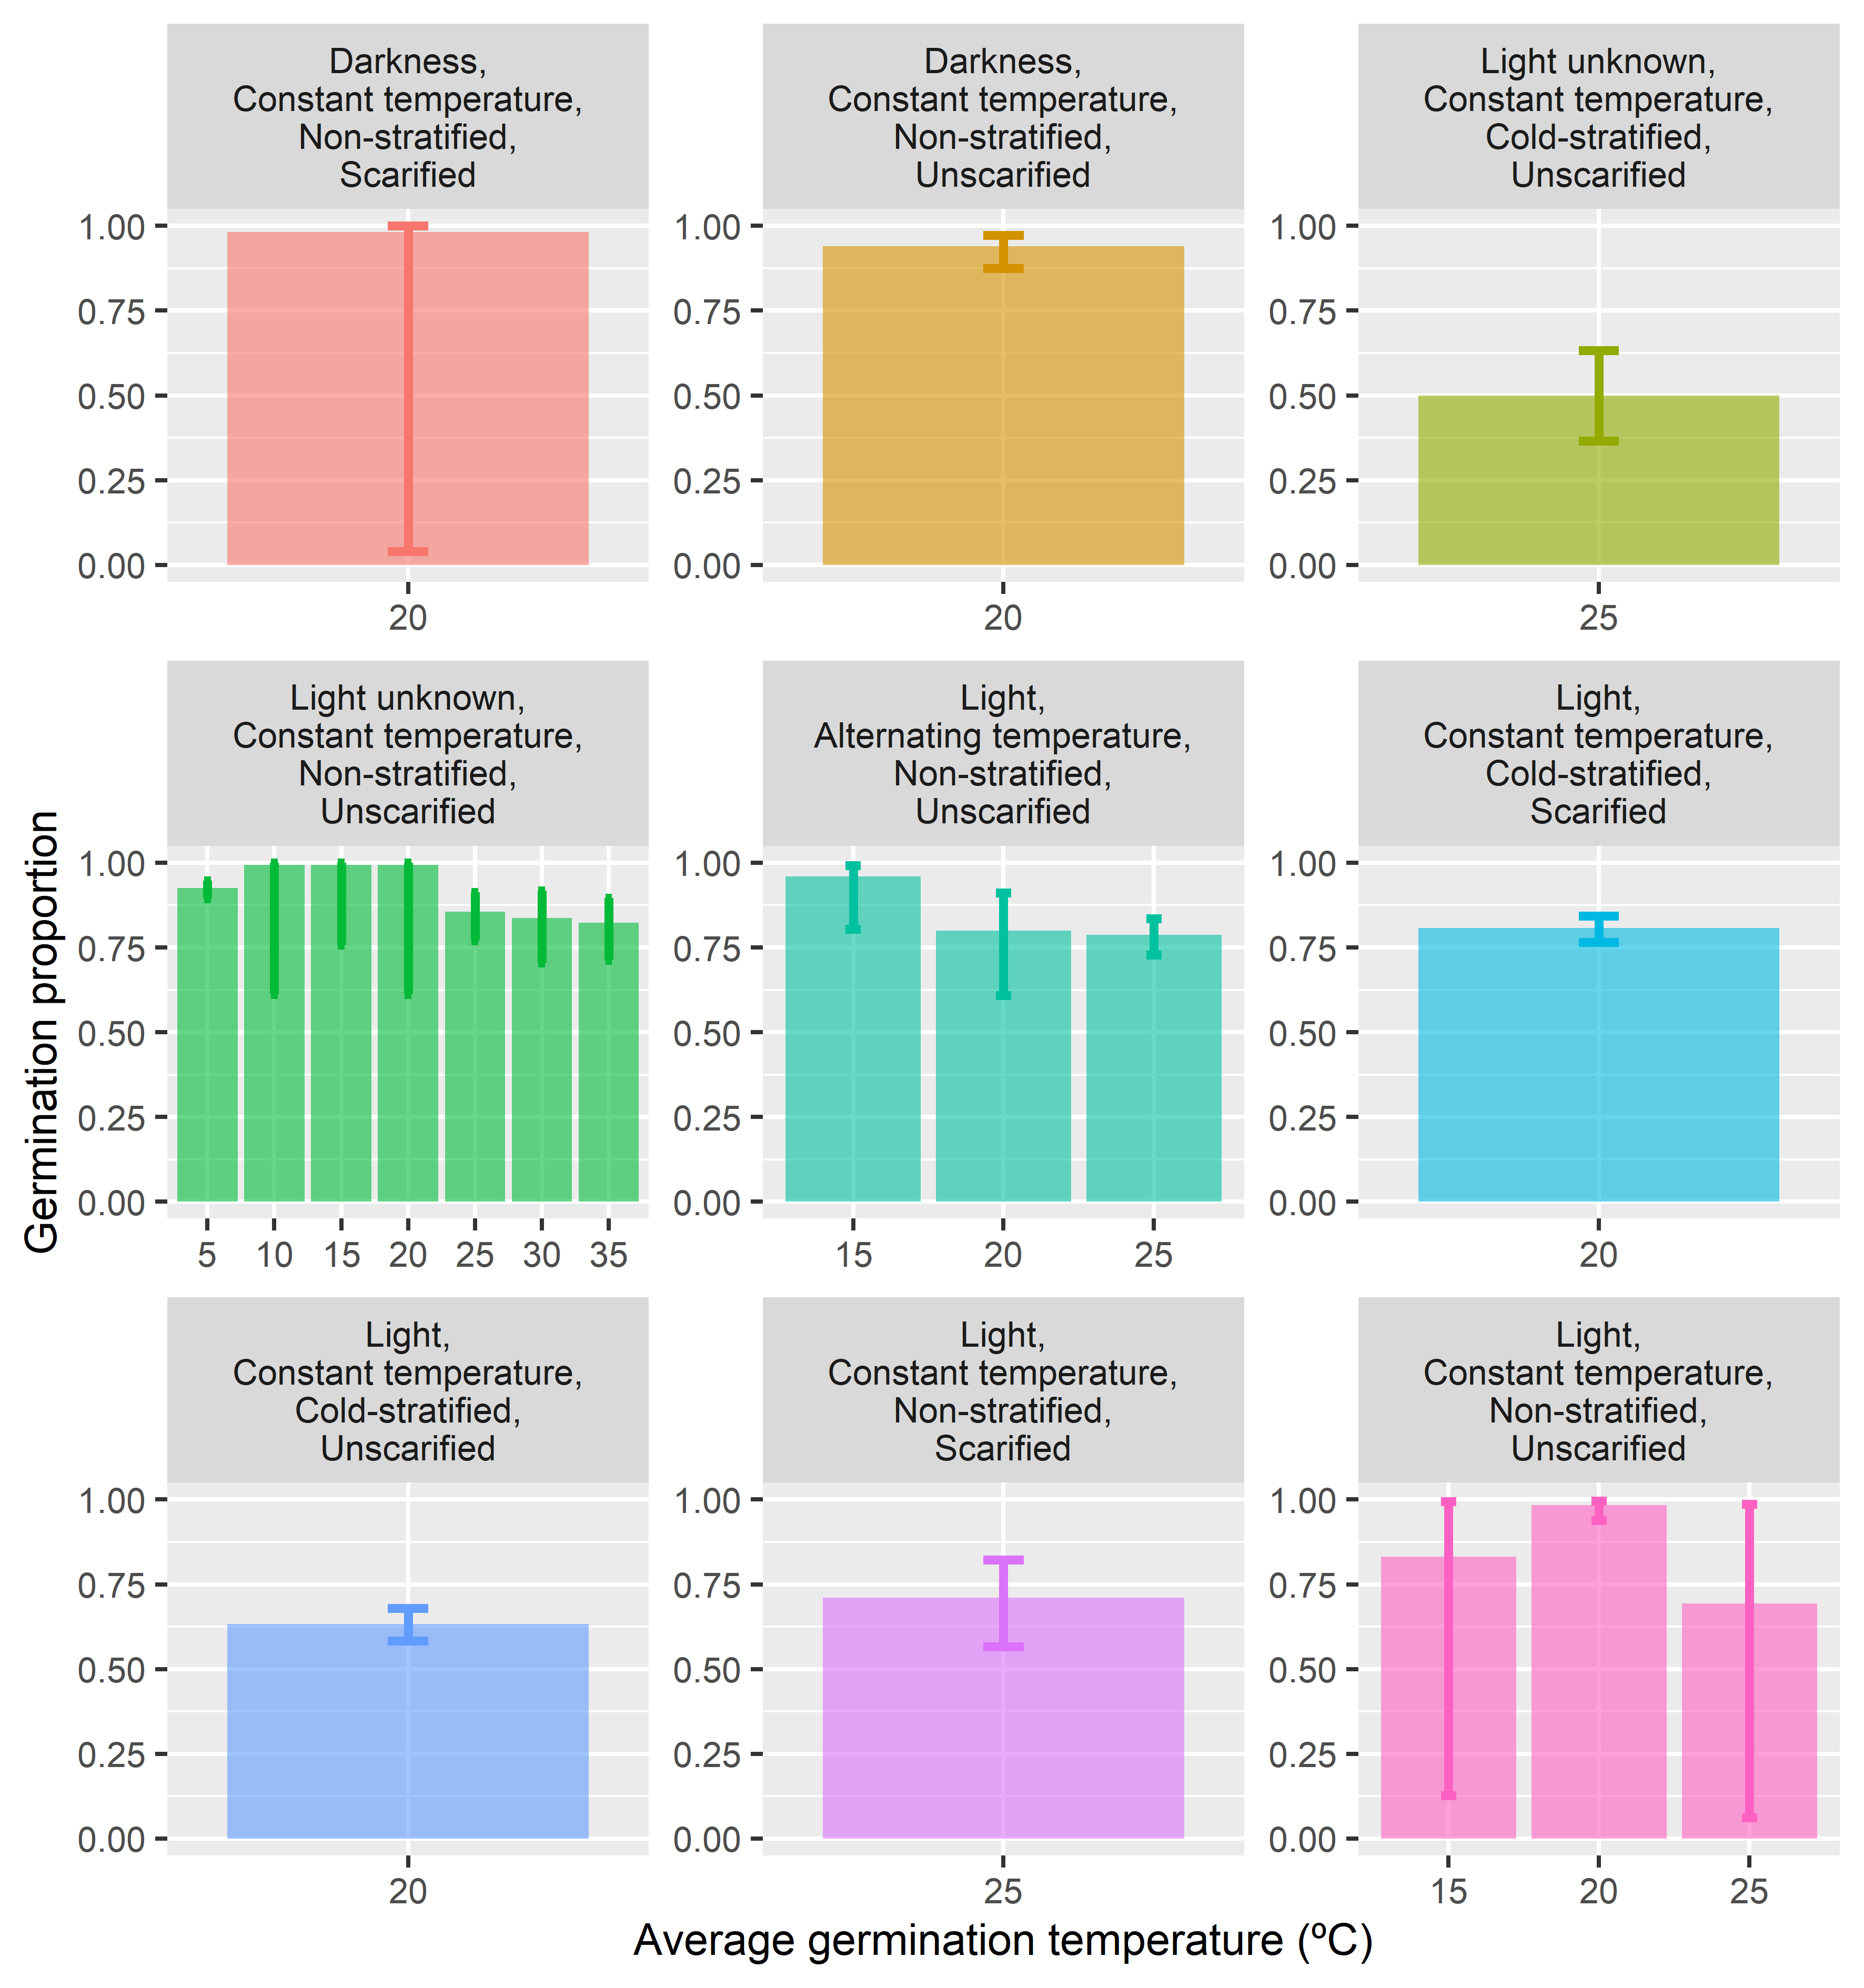 Darkness,
Constant temperature,
Non-stratified,
Scarified
Darkness,
Constant temperature,
Non-stratified,
Unscarified
Light unknown,
Constant temperature,
Cold-stratified,
Unscarified
1.00
0.75
0.50
0.25
0.00
20
1.00
0.75
0.50
0.25
0.00
20
1.00
0.75
0.50
0.25
0.00
25
Germination proportion
Light unknown,
Constant temperature,
Non-stratified,
Unscarified
Light,
Alternating temperature,
Non-stratified,
Unscarified
Light,
Constant temperature,
Cold-stratified,
Scarified
1.00
0.75
0.50
0.25
0.00
5 10 15 20 25 30 35
1.00
0.75
0.50
0.25
0.00
15 20 25
1.00
0.75
0.50
0.25
0.00
20
Light,
Constant temperature,
Cold-stratified,
Unscarified
Light,
Constant temperature,
Non-stratified,
Scarified
Light,
Constant temperature,
Non-stratified,
Unscarified
1.00
0.75
0.50
0.25
0.00
20
1.00
0.75
0.50
0.25
0.00
25
1.00
0.75
0.50
0.25
0.00
15 20 25
Average germination temperature (ºC)